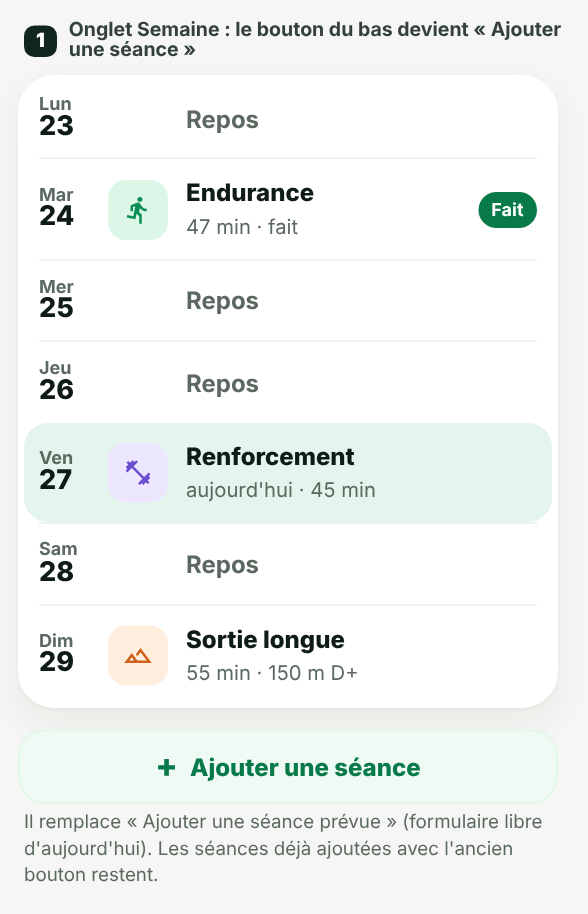 1 Onglet Semaine : le bouton du bas devient « Ajouter
une séance »
Lun
23
Repos
Mar
24
Endurance
47 min · fait
Fait
Mer
25
Repos
Jeu
26
Repos
Ven
27
Renforcement
aujourd'hui · 45 min
Sam
28
Repos
Dim
29
Sortie longue
55 min · 150 m D+
+ Ajouter une séance
Il remplace « Ajouter une séance prévue » (formulaire libre
d'aujourd'hui). Les séances déjà ajoutées avec l'ancien
bouton restent.